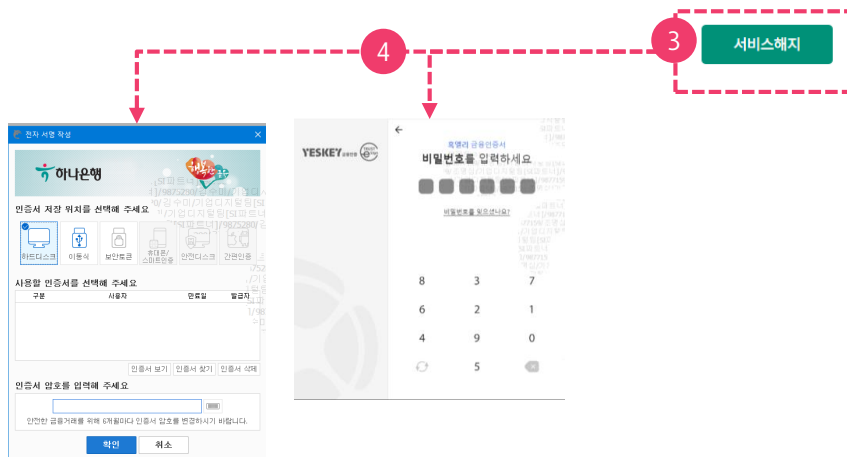 3
서비스해지
4
전자 서명 작성
하나은행
행복한 금융
인증서 저장 위치를 선택해 주세요
하드디스크 이동식 보안토큰 휴대폰/스마트인증 안전디스크 간편인증
사용할 인증서를 선택해 주세요
구분 사용자 만료일 발급자
인증서 보기 인증서 찾기 인증서 삭제
인증서 암호를 입력해 주세요
안전한 금융거래를 위해 6개월마다 인증서 암호를 변경하시기 바랍니다.
확인 취소
YESKEY 금융인증
금융인증서
비밀번호를 입력하세요
비밀번호를 잊으셨나요?
8 3 7
6 2 1
4 9 0
5